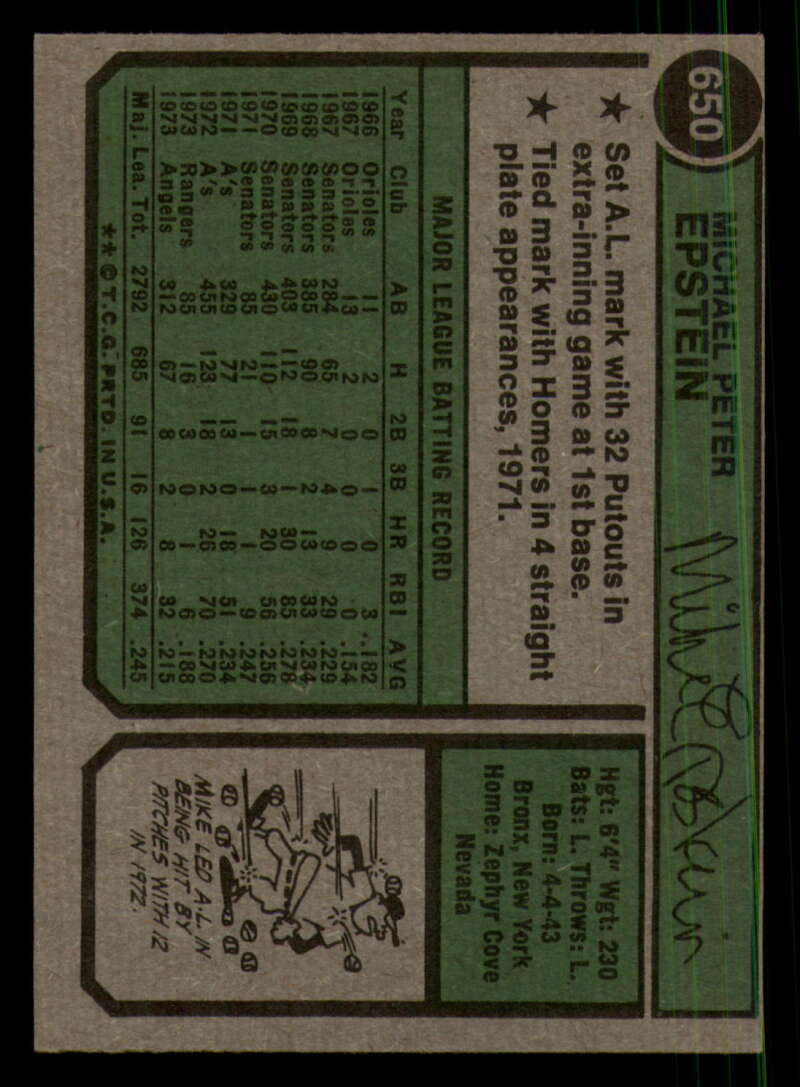 650
MICHAEL PETER
EPSTEIN
Mike Epstein
★ Set A.L. mark with 32 Putouts in
extra-inning game at 1st base.
★ Tied mark with Homers in 4 straight
plate appearances, 1971.
MAJOR LEAGUE BATTING RECORD
Year Club AB H 2B 3B HR RBI AVG
1966 Orioles 11 2 0 1 0 3 .182
1967 Orioles 13 2 0 0 0 0 .154
1967 Senators 284 65 7 4 9 29 .229
1968 Senators 385 90 8 2 13 33 .234
1969 Senators 403 112 18 1 30 85 .278
1970 Senators 430 110 15 3 20 56 .256
1971 Senators 85 21 1 1 1 9 .247
1971 A's 329 77 13 0 18 51 .234
1972 A's 455 123 18 2 26 70 .270
1973 Rangers 85 16 3 0 1 6 .188
1973 Angels 312 67 8 2 8 32 .215
Maj. Lea. Tot. 2792 685 91 16 126 374 .245
**© T.C.G. PRTD. IN U.S.A.
Hgt: 6'4" Wgt: 230
Bats: L. Throws: L.
Born: 4-4-43
Bronx, New York
Home: Zephyr Cove
Nevada
MIKE LED A.L. IN
BEING HIT BY
PITCHES WITH 12
IN 1972.